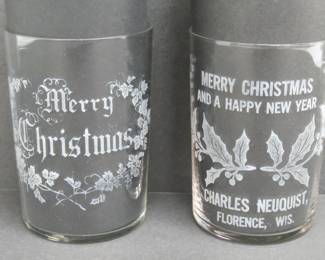 Merry
Christmas
MERRY CHRISTMAS
AND A HAPPY NEW YEAR
CHARLES NEUQUIST,
FLORENCE, WIS.